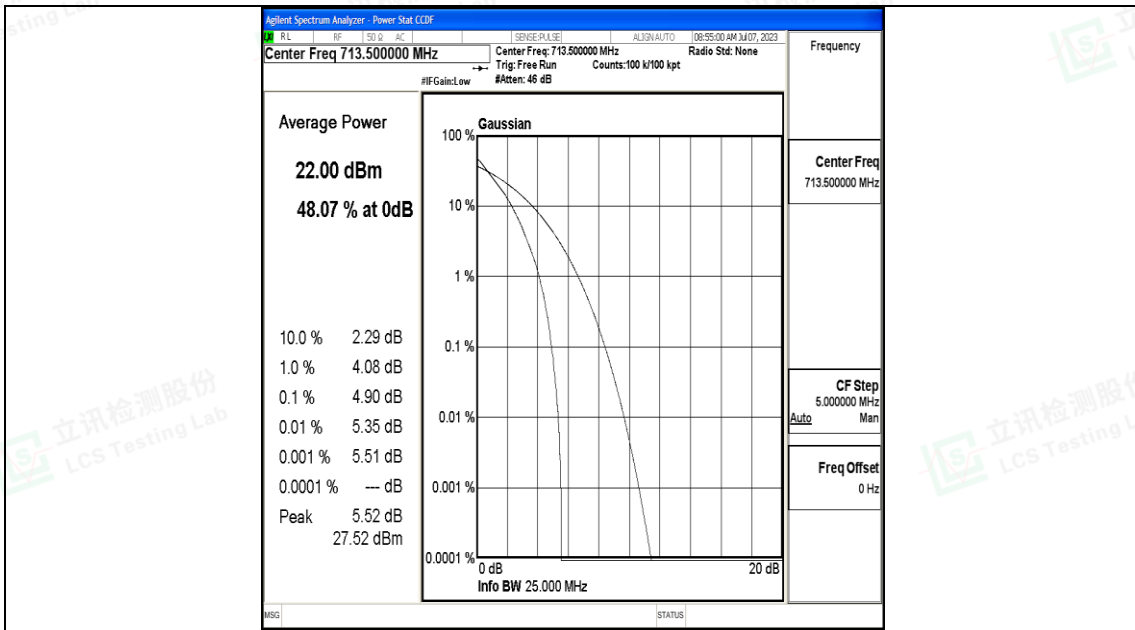 Agilent Spectrum Analyzer - Power Stat CCDF
RL RF 50 Ω AC SENSE:PULSE ALIGN AUTO 08:55:00 AM Jul 07, 2023
Center Freq 713.500000 MHz
Center Freq: 713.500000 MHz Radio Std: None
Trig: Free Run Counts:100 k/100 kpt
#IFGain:Low #Atten: 46 dB
Frequency
Average Power
22.00 dBm
48.07 % at 0dB
10.0 % 2.29 dB
1.0 % 4.08 dB
0.1 % 4.90 dB
0.01 % 5.35 dB
0.001 % 5.51 dB
0.0001 % --- dB
Peak 5.52 dB
27.52 dBm
Gaussian
100 %
10 %
1 %
0.1 %
0.01 %
0.001 %
0.0001 %
0 dB 20 dB
Info BW 25.000 MHz
Center Freq
713.500000 MHz
CF Step
5.000000 MHz
Auto Man
Freq Offset
0 Hz
MSG STATUS
立讯检测股份
LCS Testing Lab
立讯检测股份
LCS Testing L